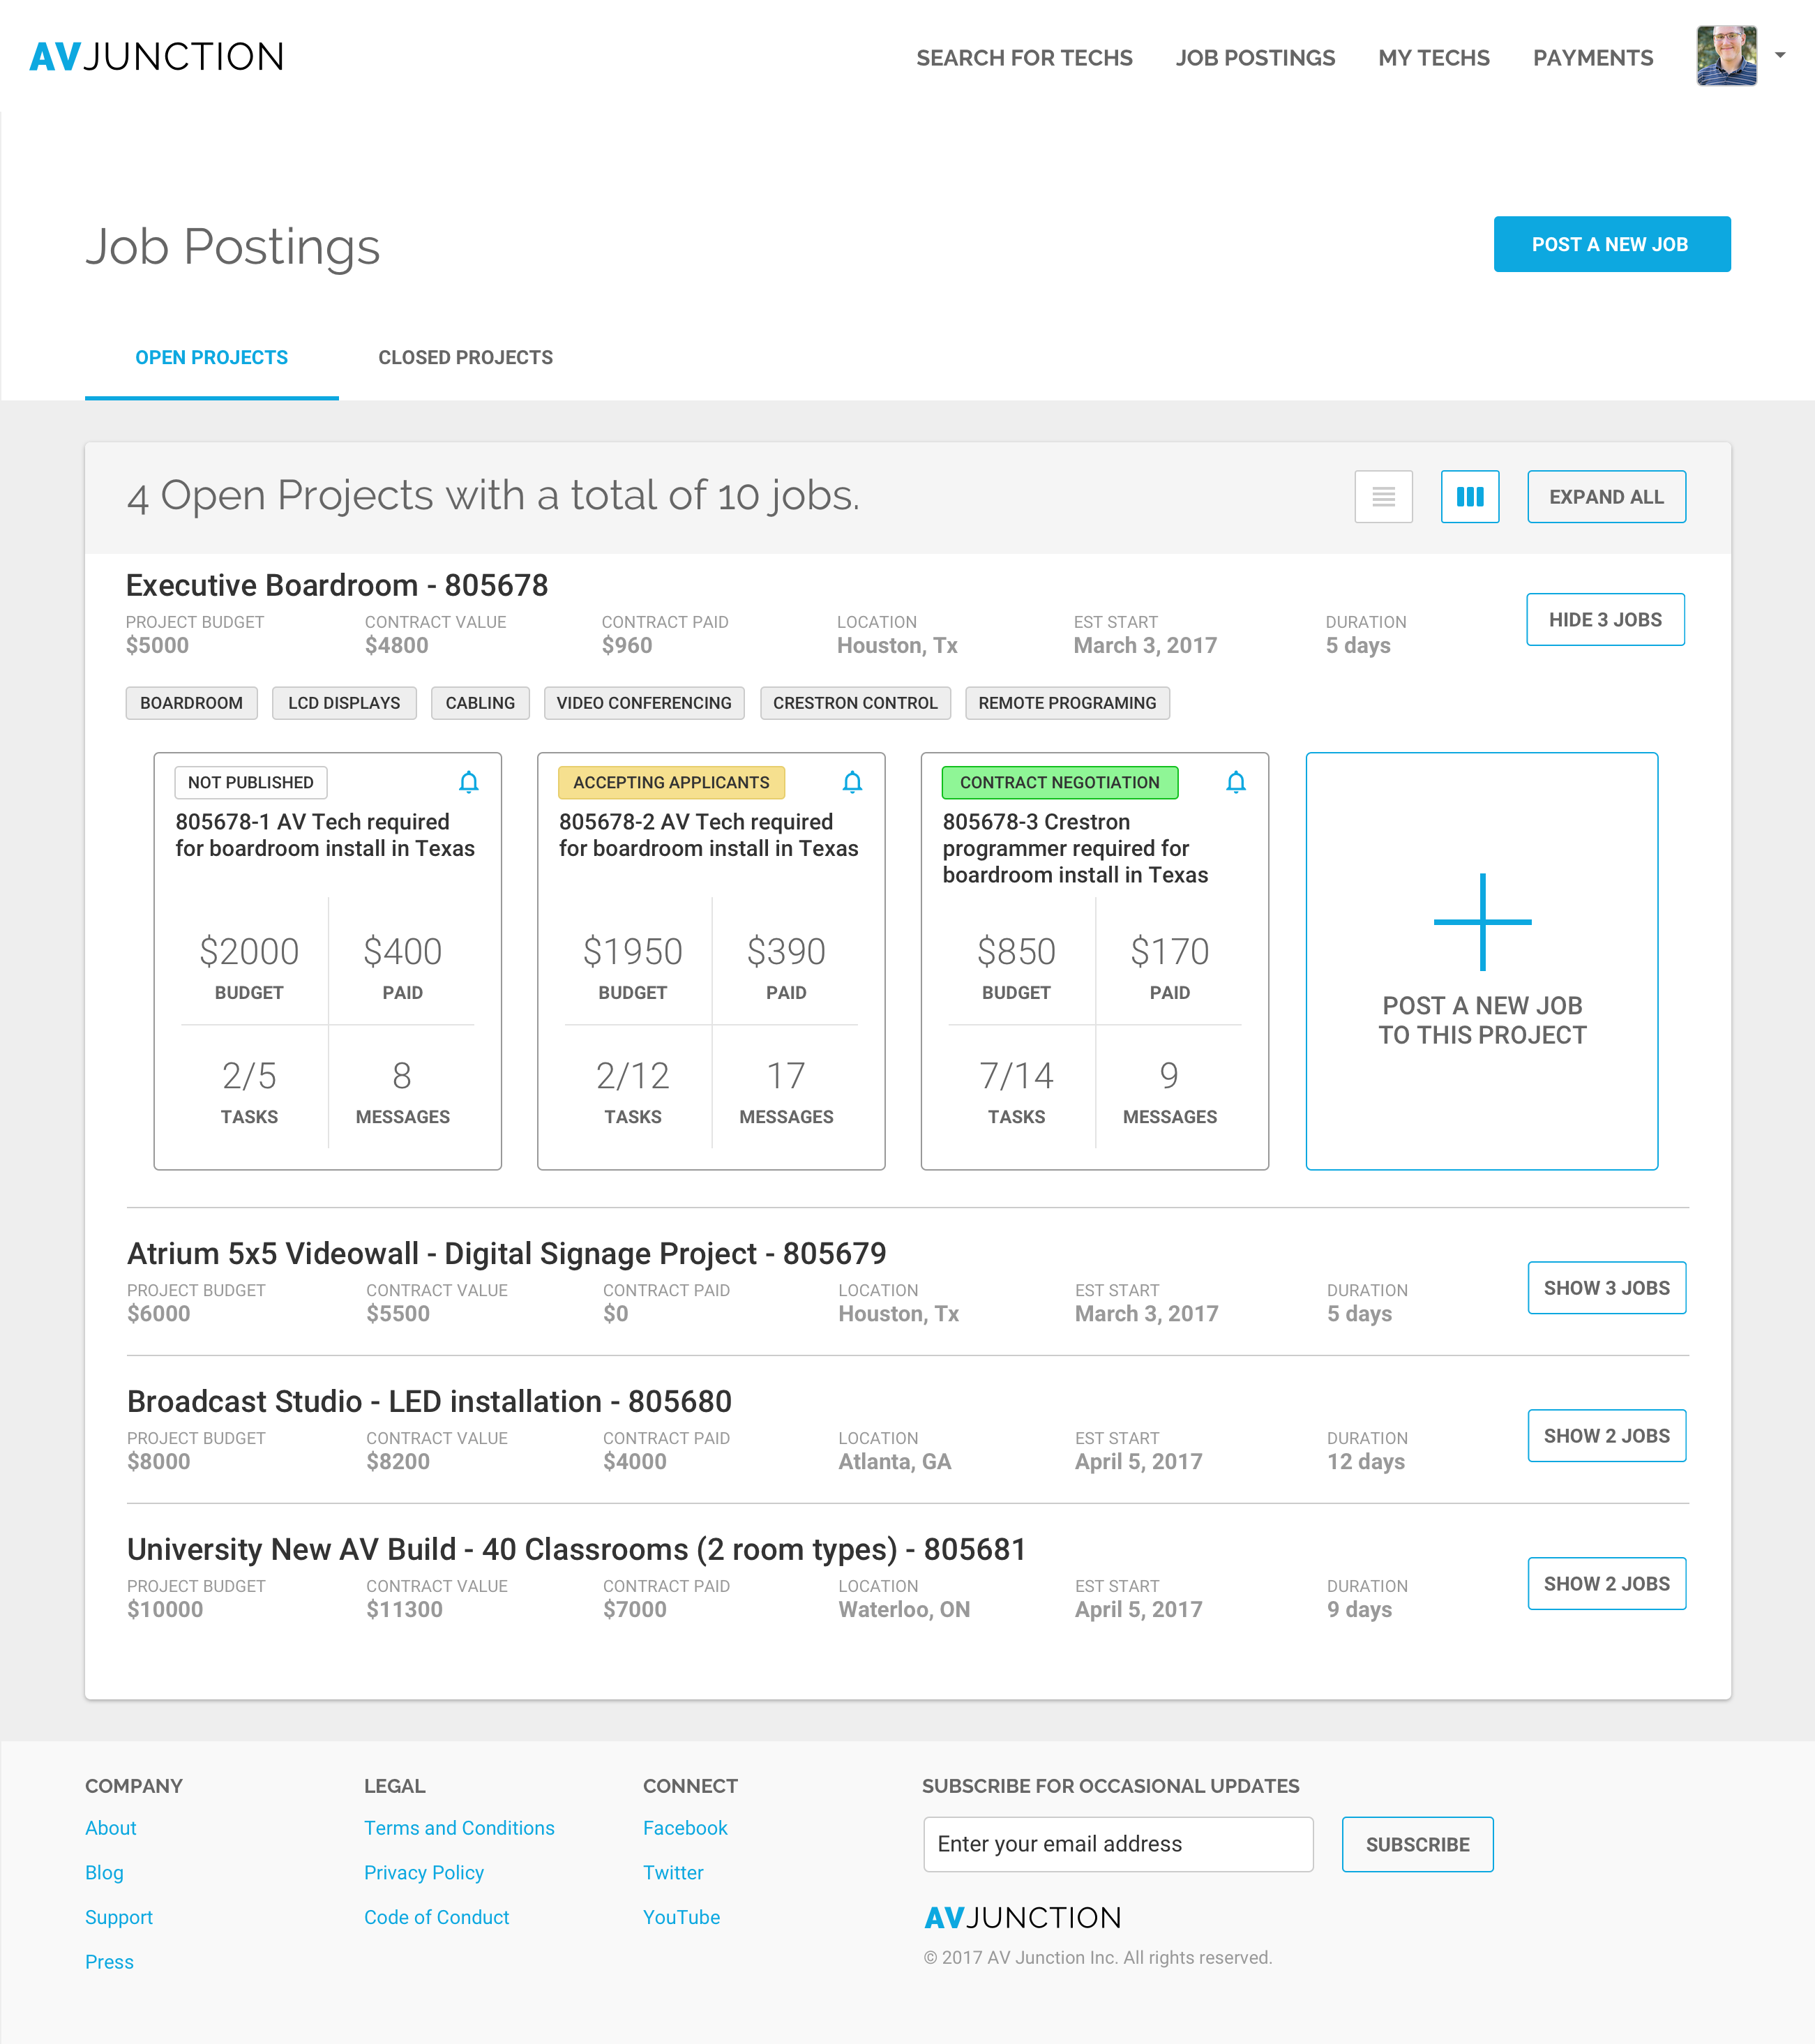 AVJUNCTION
SEARCH FOR TECHS JOB POSTINGS MY TECHS PAYMENTS
Job Postings
POST A NEW JOB
OPEN PROJECTS CLOSED PROJECTS
4 Open Projects with a total of 10 jobs.
EXPAND ALL
Executive Boardroom - 805678
PROJECT BUDGET CONTRACT VALUE CONTRACT PAID LOCATION EST START DURATION
$5000 $4800 $960 Houston, Tx March 3, 2017 5 days
HIDE 3 JOBS
BOARDROOM LCD DISPLAYS CABLING VIDEO CONFERENCING CRESTRON CONTROL REMOTE PROGRAMING
NOT PUBLISHED
805678-1 AV Tech required
for boardroom install in Texas
$2000 $400
BUDGET PAID
2/5 8
TASKS MESSAGES
ACCEPTING APPLICANTS
805678-2 AV Tech required
for boardroom install in Texas
$1950 $390
BUDGET PAID
2/12 17
TASKS MESSAGES
CONTRACT NEGOTIATION
805678-3 Crestron
programmer required for
boardroom install in Texas
$850 $170
BUDGET PAID
7/14 9
TASKS MESSAGES
POST A NEW JOB
TO THIS PROJECT
Atrium 5x5 Videowall - Digital Signage Project - 805679
PROJECT BUDGET CONTRACT VALUE CONTRACT PAID LOCATION EST START DURATION
$6000 $5500 $0 Houston, Tx March 3, 2017 5 days
SHOW 3 JOBS
Broadcast Studio - LED installation - 805680
PROJECT BUDGET CONTRACT VALUE CONTRACT PAID LOCATION EST START DURATION
$8000 $8200 $4000 Atlanta, GA April 5, 2017 12 days
SHOW 2 JOBS
University New AV Build - 40 Classrooms (2 room types) - 805681
PROJECT BUDGET CONTRACT VALUE CONTRACT PAID LOCATION EST START DURATION
$10000 $11300 $7000 Waterloo, ON April 5, 2017 9 days
SHOW 2 JOBS
COMPANY
About
Blog
Support
Press
LEGAL
Terms and Conditions
Privacy Policy
Code of Conduct
CONNECT
Facebook
Twitter
YouTube
SUBSCRIBE FOR OCCASIONAL UPDATES
Enter your email address
SUBSCRIBE
AVJUNCTION
© 2017 AV Junction Inc. All rights reserved.